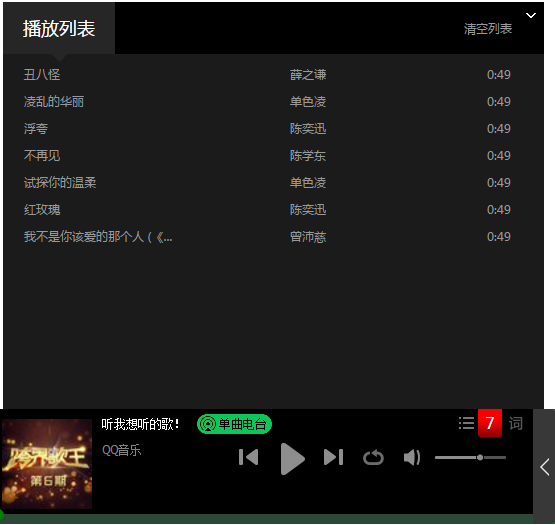 播放列表 清空列表
丑八怪 薛之谦 0:49
凌乱的华丽 单色凌 0:49
浮夸 陈奕迅 0:49
不再见 陈学东 0:49
试探你的温柔 单色凌 0:49
红玫瑰 陈奕迅 0:49
我不是你该爱的那个人 (《... 曾沛慈 0:49
听我想听的歌! 单曲电台 7 词
QQ音乐
跨界歌王
第6期